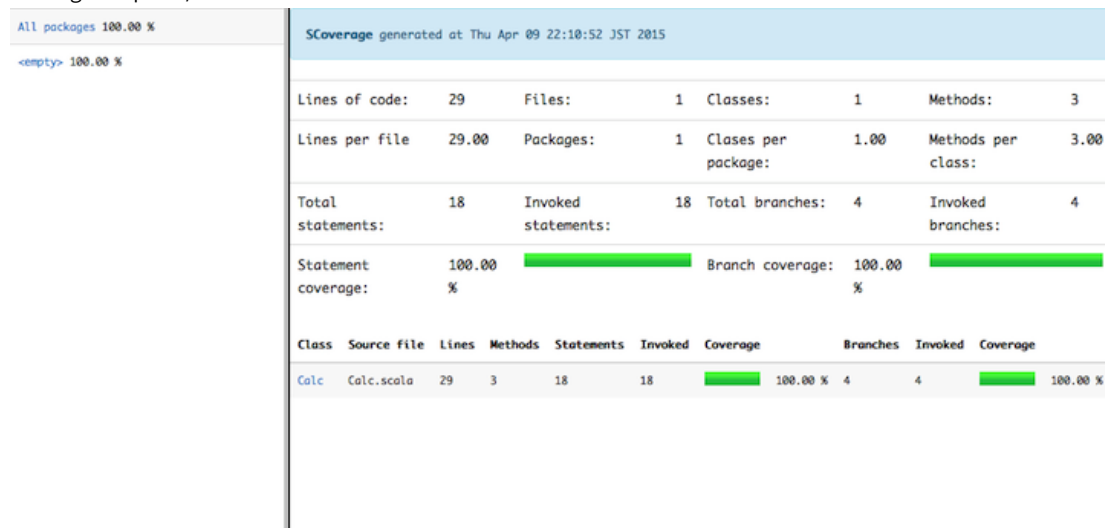 All packages 100.00 %
<empty> 100.00 %
SCoverage generated at Thu Apr 09 22:10:52 JST 2015
Lines of code: 29 Files: 1 Classes: 1 Methods: 3
Lines per file 29.00 Packages: 1 Clases per package: 1.00 Methods per class: 3.00
Total statements: 18 Invoked statements: 18 Total branches: 4 Invoked branches: 4
Statement coverage: 100.00 % Branch coverage: 100.00 %
Class Source file Lines Methods Statements Invoked Coverage Branches Invoked Coverage
Calc Calc.scala 29 3 18 18 100.00 % 4 4 100.00 %